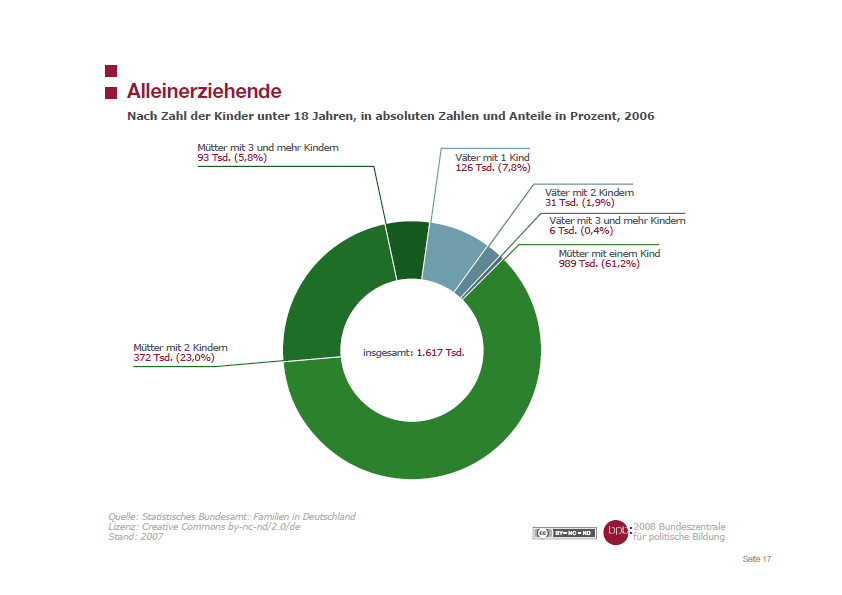 Alleinerziehende
Nach Zahl der Kinder unter 18 Jahren, in absoluten Zahlen und Anteile in Prozent, 2006
Mütter mit 3 und mehr Kindern
93 Tsd. (5,8%)
Väter mit 1 Kind
126 Tsd. (7,8%)
Väter mit 2 Kindern
31 Tsd. (1,9%)
Väter mit 3 und mehr Kindern
6 Tsd. (0,4%)
Mütter mit einem Kind
989 Tsd. (61,2%)
Mütter mit 2 Kindern
372 Tsd. (23,0%)
insgesamt: 1.617 Tsd.
Quelle: Statistisches Bundesamt: Familien in Deutschland
Lizenz: Creative Commons by-nc-nd/2.0/de
Stand: 2007
cc BY-NC-ND
bpb:
2008 Bundeszentrale
für politische Bildung
Seite 17